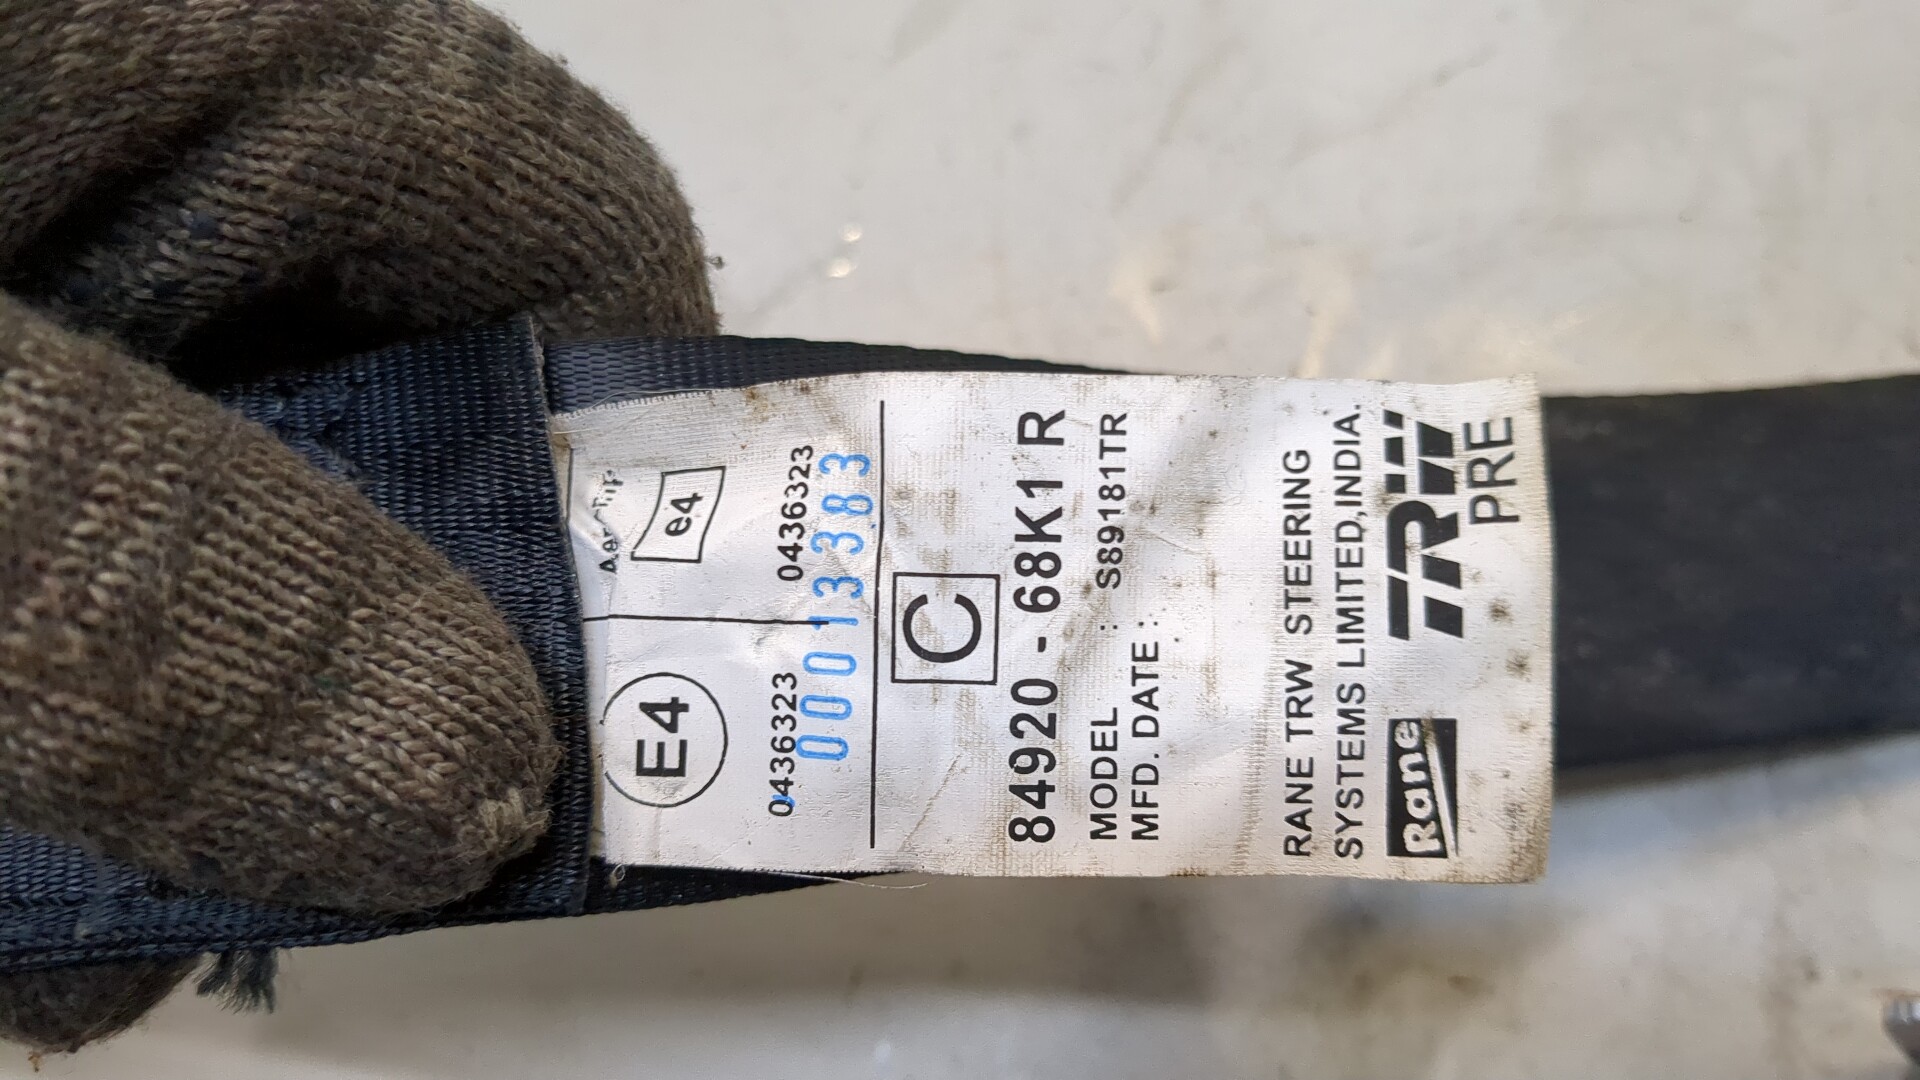 e4
E4
0436323
0436323
00013383
C
84920 - 68K1 R
MODEL : S89181TR
MFD. DATE :
RANE TRW STEERING
SYSTEMS LIMITED,INDIA.
Rane
TRW
PRE